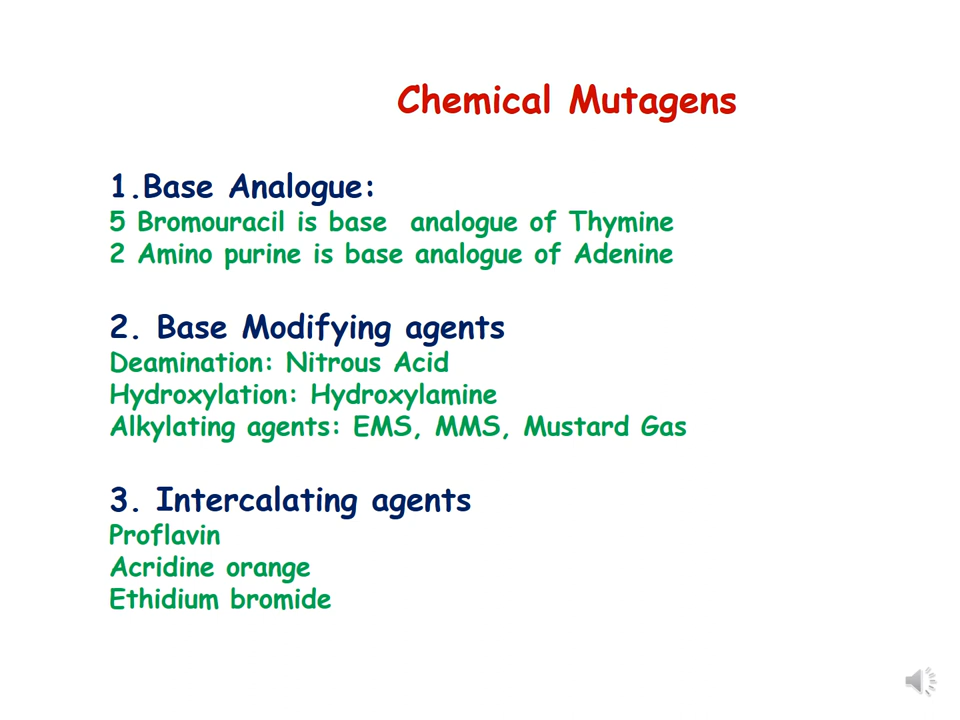 Chemical Mutagens
1.Base Analogue:
5 Bromouracil is base analogue of Thymine
2 Amino purine is base analogue of Adenine
2. Base Modifying agents
Deamination: Nitrous Acid
Hydroxylation: Hydroxylamine
Alkylating agents: EMS, MMS, Mustard Gas
3. Intercalating agents
Proflavin
Acridine orange
Ethidium bromide